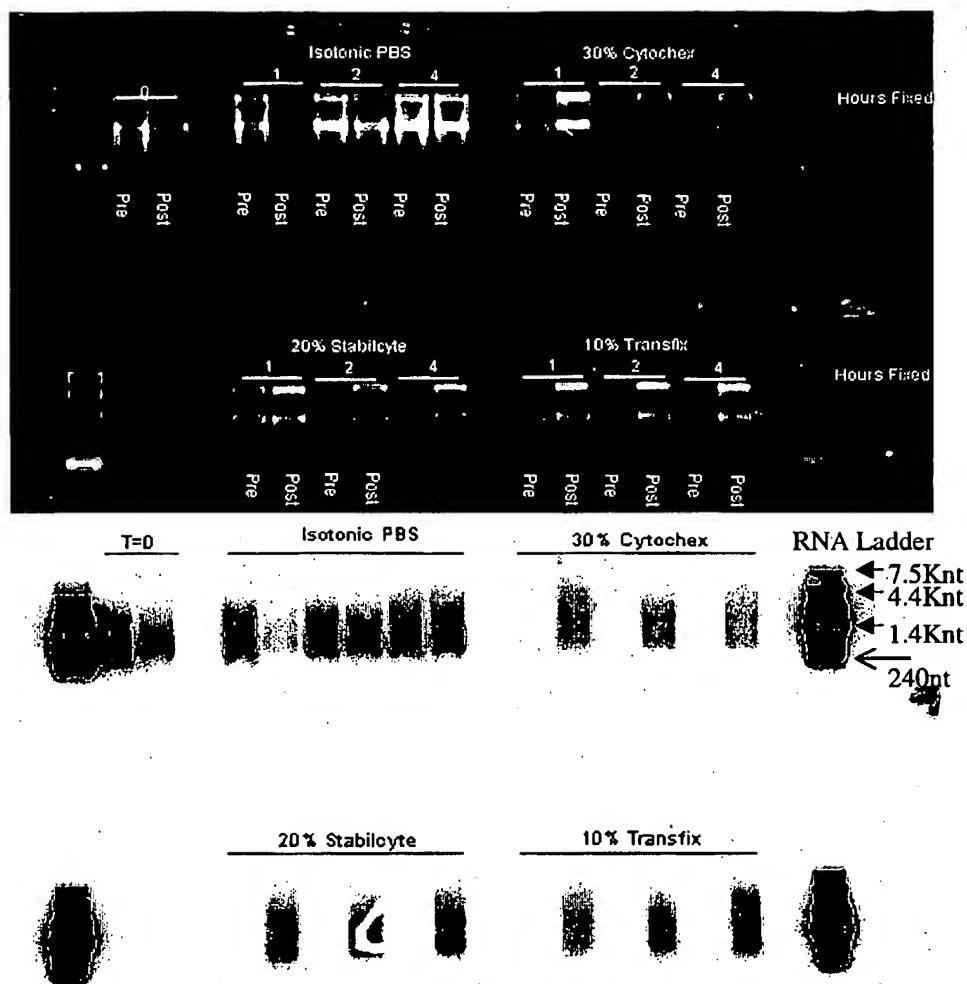 Isotonic PBS
30% Cytochex
0
1
2
4
1
2
4
Hours Fixed
Pre
Post
Pre
Post
Pre
Post
Pre
Post
Pre
Post
Pre
Post
Pre
Post
20% Stabilcyte
10% Transfix
1
2
4
1
2
4
Hours Fixed
Pre
Post
Pre
Post
Pre
Post
Pre
Post
Pre
Post
T=0
Isotonic PBS
30% Cytochex
RNA Ladder
7.5Knt
4.4Knt
1.4Knt
240nt
20% Stabilcyte
10% Transfix